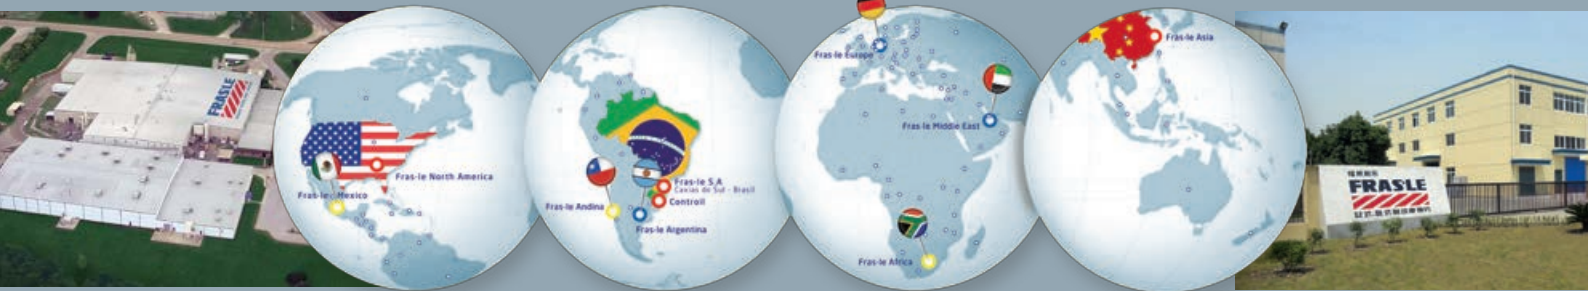 FRASLE
Fras-le North America
Fras-le Mexico
Fras-le S.A
Caxias do Sul - Brasil
Controil
Fras-le Andina
Fras-le Argentina
Fras-le Europe
Fras-le Middle East
Fras-le Africa
Fras-le Asia
FRASLE